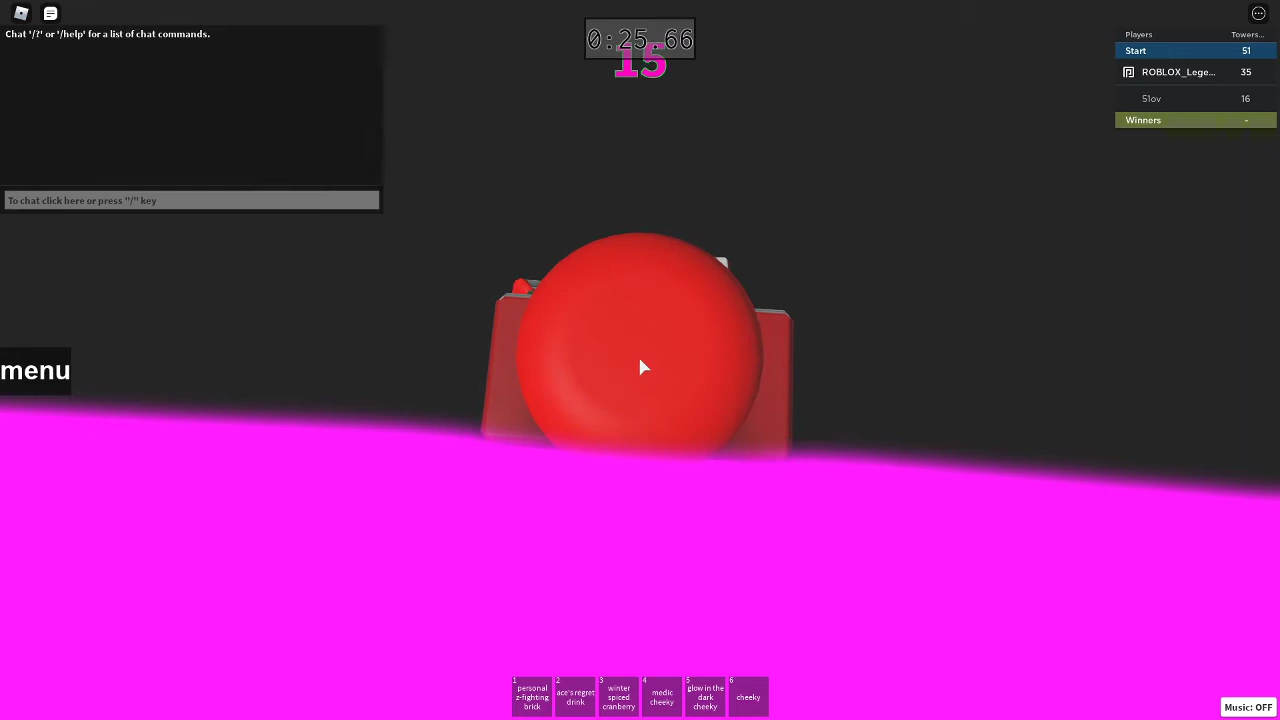 Chat '/?' or '/help' for a list of chat commands.
To chat click here or press "/" key
0:25.66
15
Players Towers...
Start 51
ROBLOX_Lege... 35
51ov 16
Winners -
menu
1 personal z-fighting brick
2 ace's regret drink
3 winter spiced cranberry
4 medic cheeky
5 glow in the dark cheeky
6 cheeky
Music: OFF